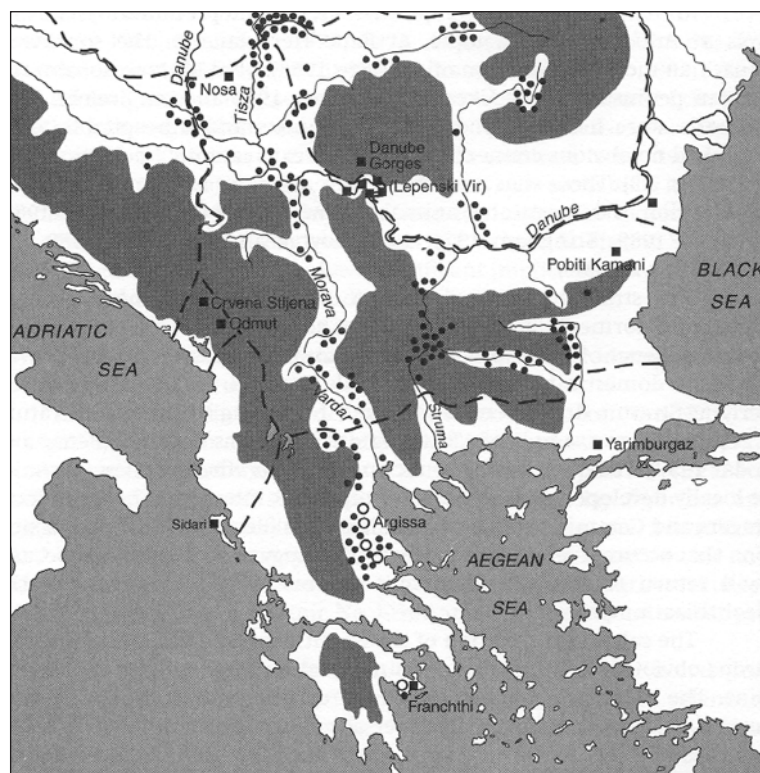 Danube
Nosa
Tisza
Danube
Gorges
(Lepenski Vir)
Danube
Pobiti Kamani
BLACK
SEA
Morava
Crvena Stijena
Odmut
ADRIATIC
SEA
Vardar
Struma
Yarimburgaz
Sidari
Argissa
AEGEAN
SEA
Franchthi